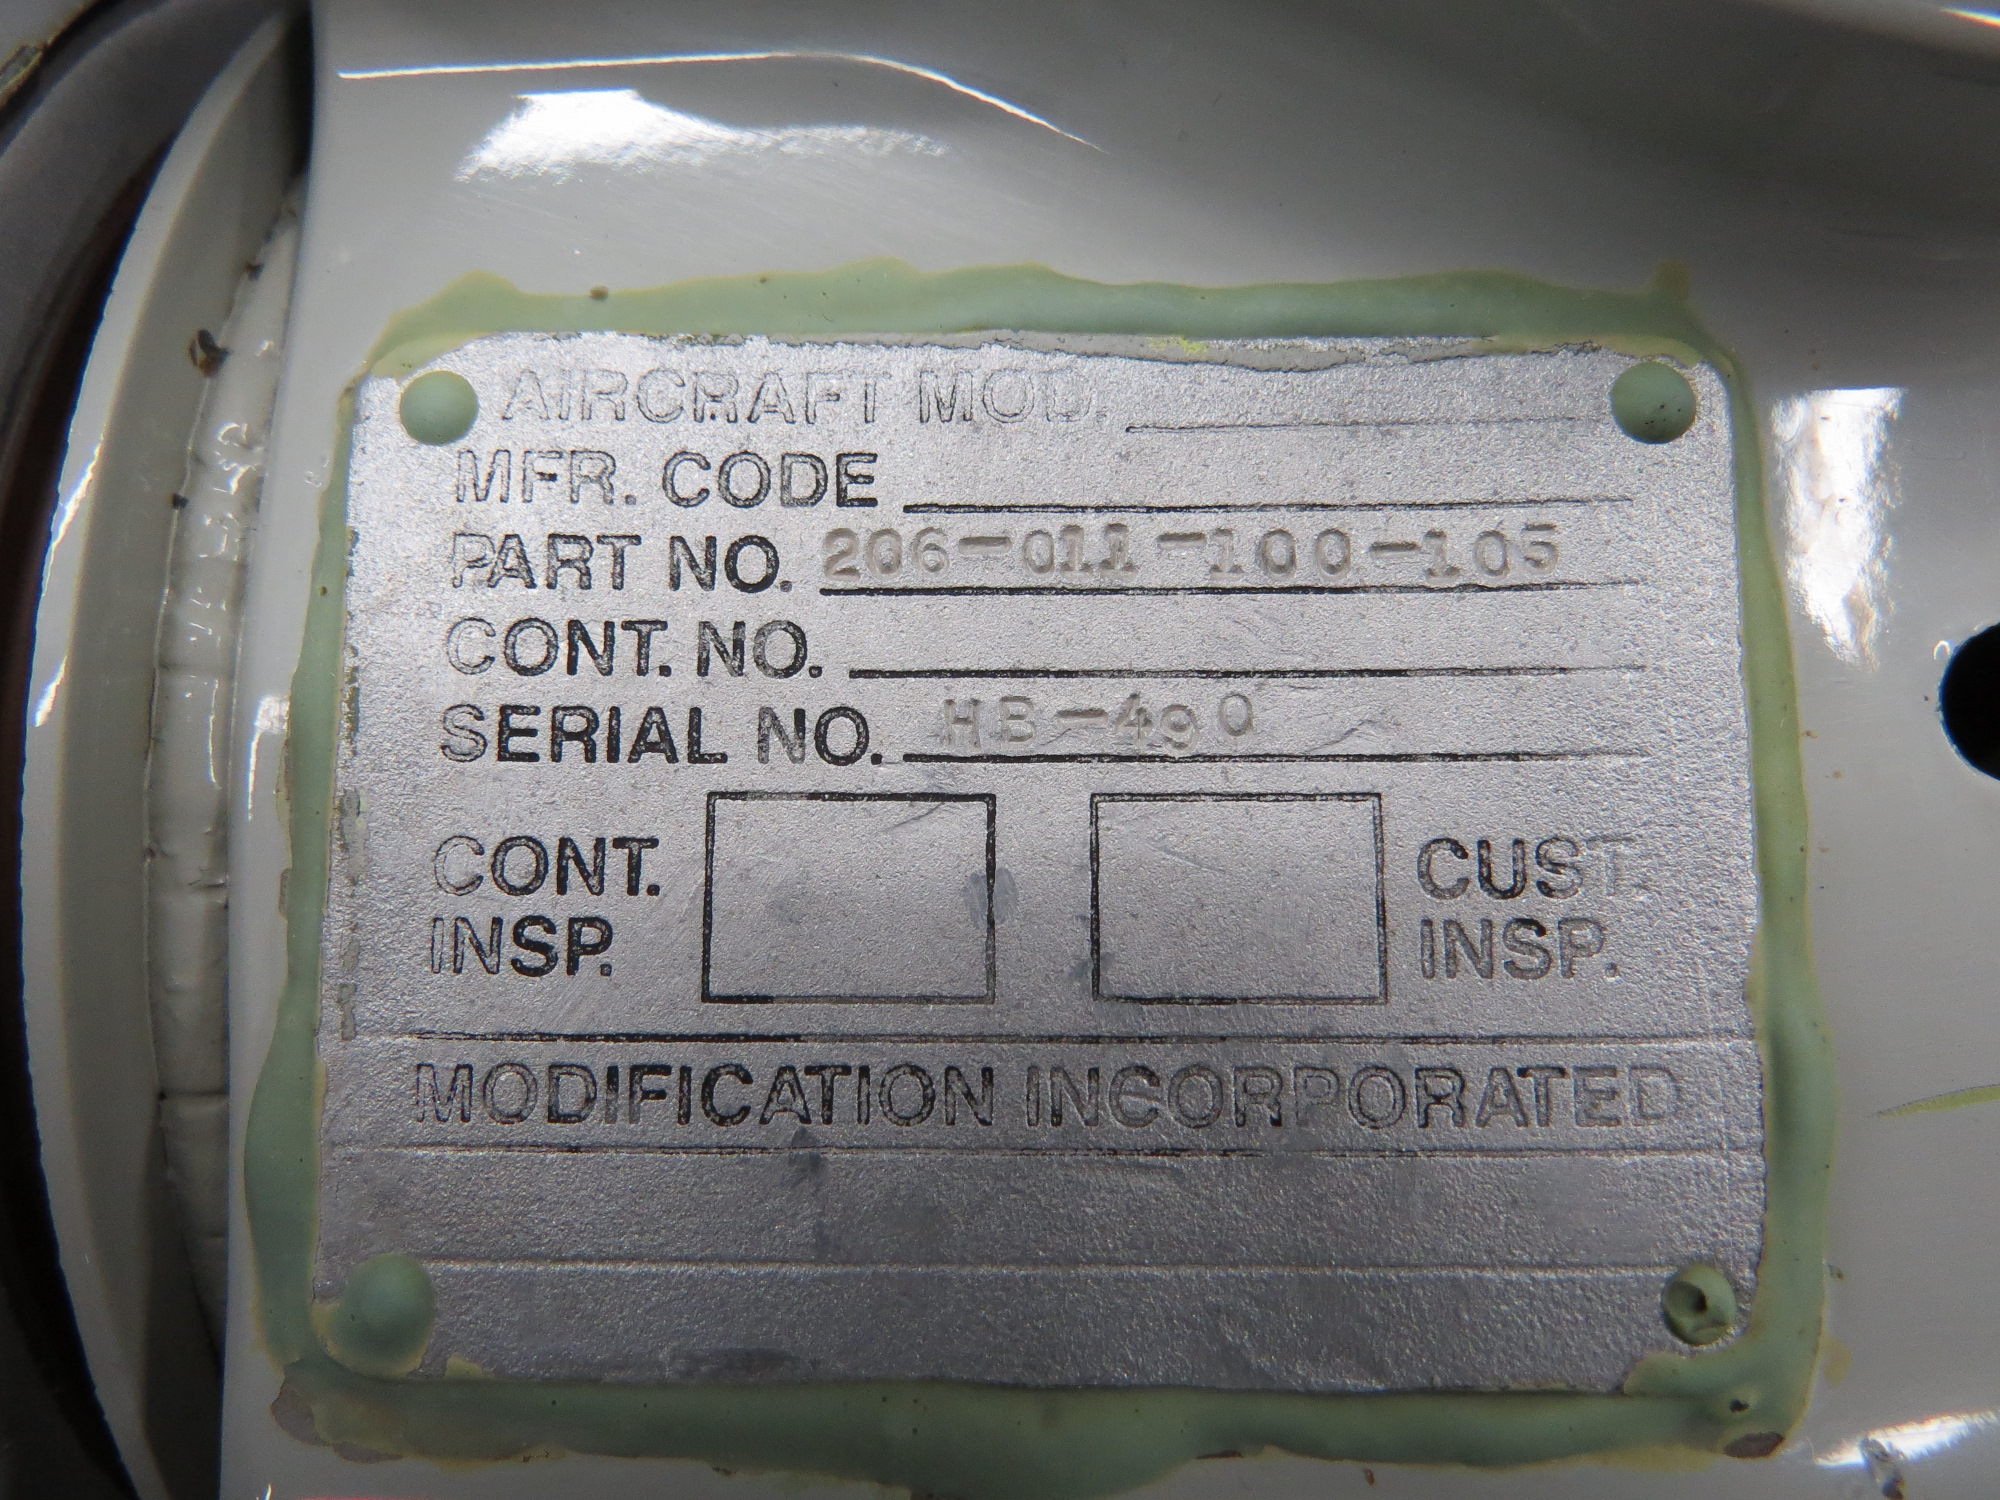 AIRCRAFT MOD.
MFR. CODE
PART NO. 206-011-100-105
CONT. NO.
SERIAL NO. HB-490
CONT. INSP.
CUST. INSP.
MODIFICATION INCORPORATED